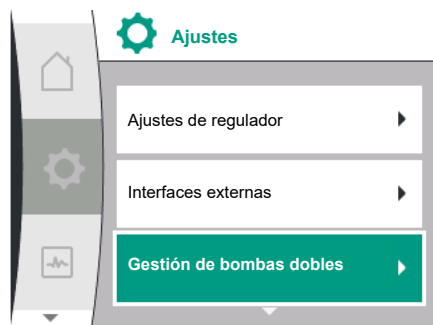 Ajustes
Ajustes de regulador
Interfaces externas
Gestión de bombas dobles